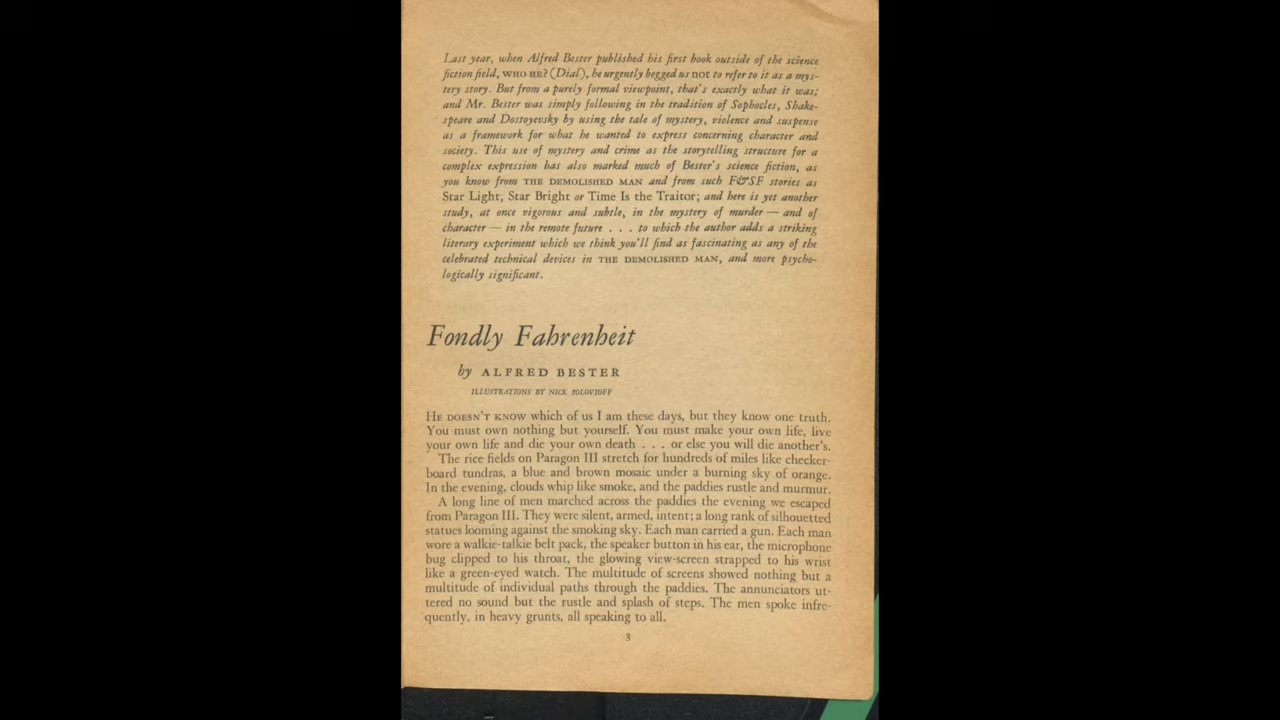 Last year, when Alfred Bester published his first book outside of the science
fiction field, WHO HE? (Dial), he urgently begged us not to refer to it as a mys-
tery story. But from a purely formal viewpoint, that's exactly what it was;
and Mr. Bester was simply following in the tradition of Sophocles, Shake-
speare and Dostoyevsky by using the tale of mystery, violence and suspense
as a framework for what he wanted to express concerning character and
society. This use of mystery and crime as the storytelling structure for a
complex expression has also marked much of Bester's science fiction, as
you know from THE DEMOLISHED MAN and from such F&SF stories as
Star Light, Star Bright or Time Is the Traitor; and here is yet another
study, at once vigorous and subtle, in the mystery of murder — and of
character — in the remote future . . . to which the author adds a striking
literary experiment which we think you'll find as fascinating as any of the
celebrated technical devices in THE DEMOLISHED MAN, and more psycho-
logically significant.
Fondly Fahrenheit
by ALFRED BESTER
ILLUSTRATIONS BY NICK SOLOVIOFF
HE DOESN'T KNOW which of us I am these days, but they know one truth.
You must own nothing but yourself. You must make your own life, live
your own life and die your own death . . . or else you will die another's.
The rice fields on Paragon III stretch for hundreds of miles like checker-
board tundras, a blue and brown mosaic under a burning sky of orange.
In the evening, clouds whip like smoke, and the paddies rustle and murmur.
A long line of men marched across the paddies the evening we escaped
from Paragon III. They were silent, armed, intent; a long rank of silhouetted
statues looming against the smoking sky. Each man carried a gun. Each man
wore a walkie-talkie belt pack, the speaker button in his ear, the microphone
bug clipped to his throat, the glowing view-screen strapped to his wrist
like a green-eyed watch. The multitude of screens showed nothing but a
multitude of individual paths through the paddies. The annunciators ut-
tered no sound but the rustle and splash of steps. The men spoke infre-
quently, in heavy grunts, all speaking to all.
3